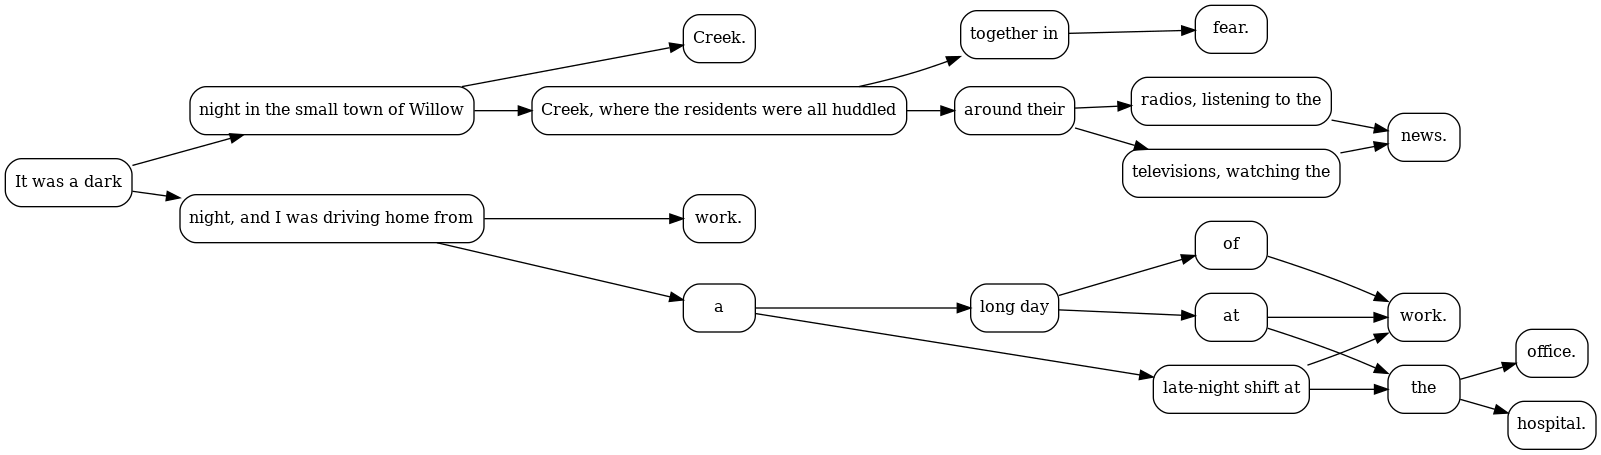 Creek.
together in
fear.
night in the small town of Willow
Creek, where the residents were all huddled
around their
radios, listening to the
news.
televisions, watching the
It was a dark
night, and I was driving home from
work.
a
long day
of
at
work.
late-night shift at
the
office.
hospital.